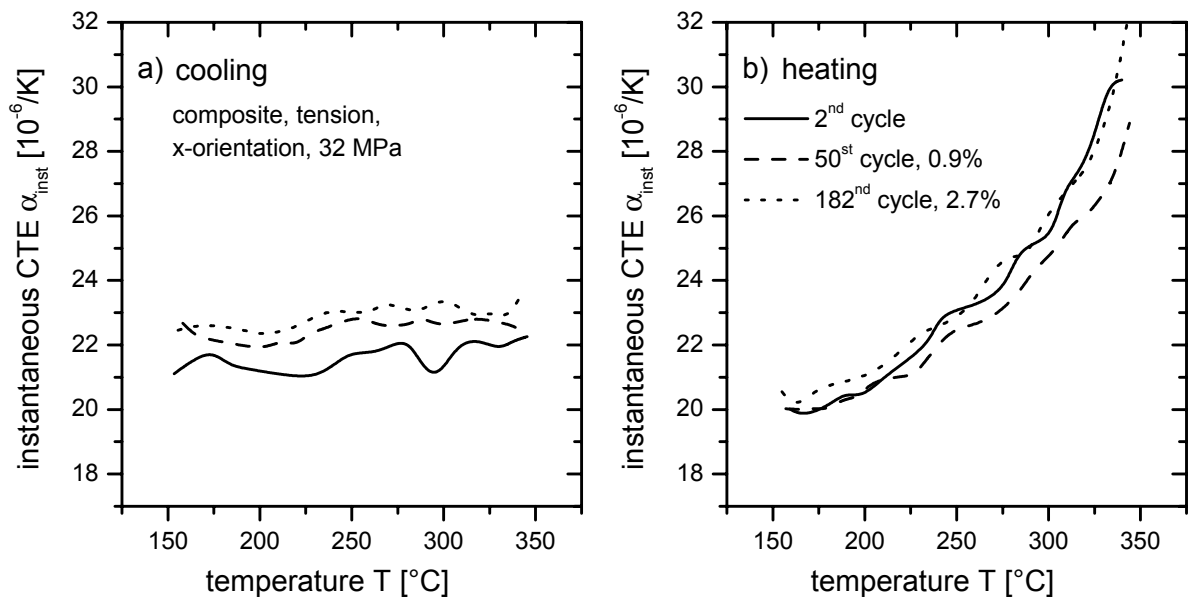 32
30
28
26
24
22
20
18
instantaneous CTE αinst [10-6/K]
a) cooling
composite, tension,
x-orientation, 32 MPa
150 200 250 300 350
temperature T [°C]
32
30
28
26
24
22
20
18
instantaneous CTE αinst [10-6/K]
b) heating
2nd cycle
50st cycle, 0.9%
182nd cycle, 2.7%
150 200 250 300 350
temperature T [°C]